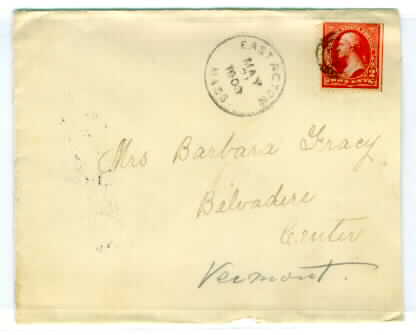 EAST ACTON
MASS
MAY
Mrs Barbara Gracy
Belvadere
Center
Vermont.